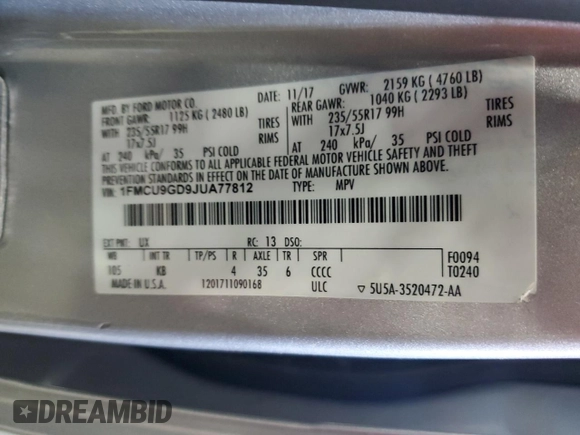 MFD. BY FORD MOTOR CO.
DATE: 11/17
GVWR: 2159 KG ( 4760 LB)
FRONT GAWR: 1125 KG ( 2480 LB)
REAR GAWR: 1040 KG ( 2293 LB)
WITH 235/55R17 99H TIRES
WITH 235/55R17 99H TIRES
17x7.5J RIMS
17x7.5J RIMS
AT 240 kPa/ 35 PSI COLD
AT 240 kPa/ 35 PSI COLD
THIS VEHICLE CONFORMS TO ALL APPLICABLE FEDERAL MOTOR VEHICLE SAFETY AND THEFT
PREVENTION STANDARDS IN EFFECT ON THE DATE OF MANUFACTURE SHOWN ABOVE.
VIN: 1FMCU9GD9JUA77812
TYPE: MPV
EXT PNT: UX RC: 13 DSO:
WB INT TR TP/PS R AXLE TR SPR
105 KB 4 35 6 CCCC
F0094
T0240
MADE IN U.S.A. 1201711090168 ULC ▽ 5U5A-3520472-AA
DREAMBID